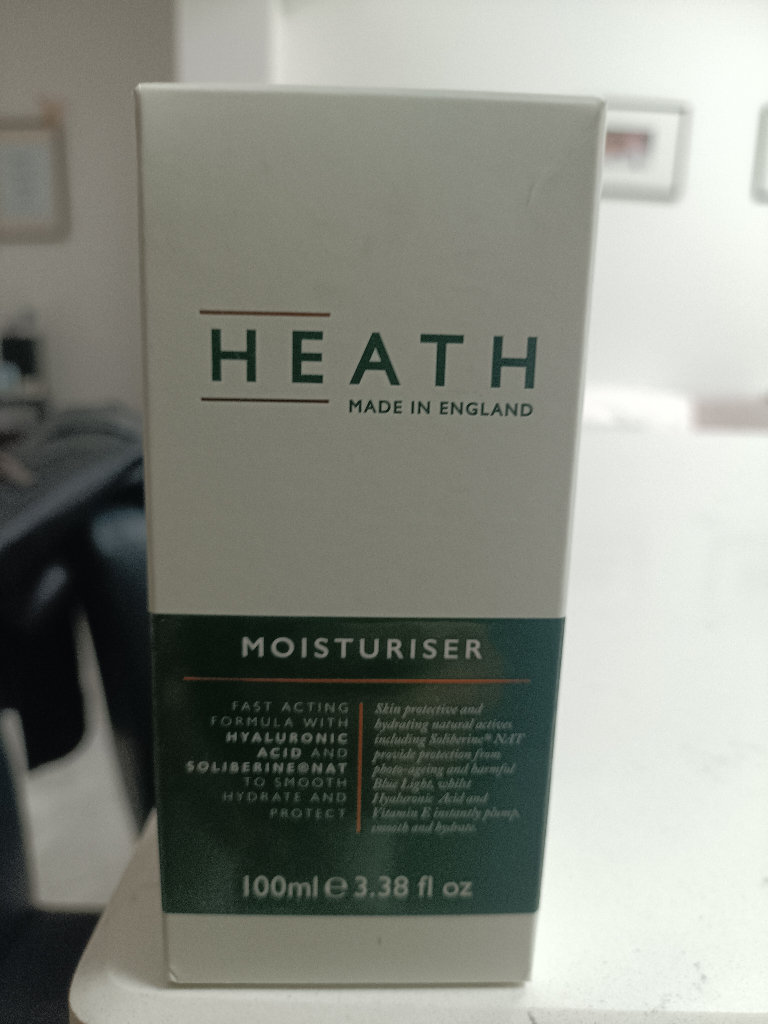 HEATH
MADE IN ENGLAND
MOISTURISER
FAST ACTING
FORMULA WITH
HYALURONIC
ACID AND
SOLIBERINE®NAT
TO SMOOTH
HYDRATE AND
PROTECT
Skin protective and
hydrating natural actives
including Soliberine® NAT
provide protection from
photo-ageing and harmful
Blue Light, whilst
Hyaluronic Acid and
Vitamin E instantly plump,
smooth and hydrate.
100ml ℮ 3.38 fl oz